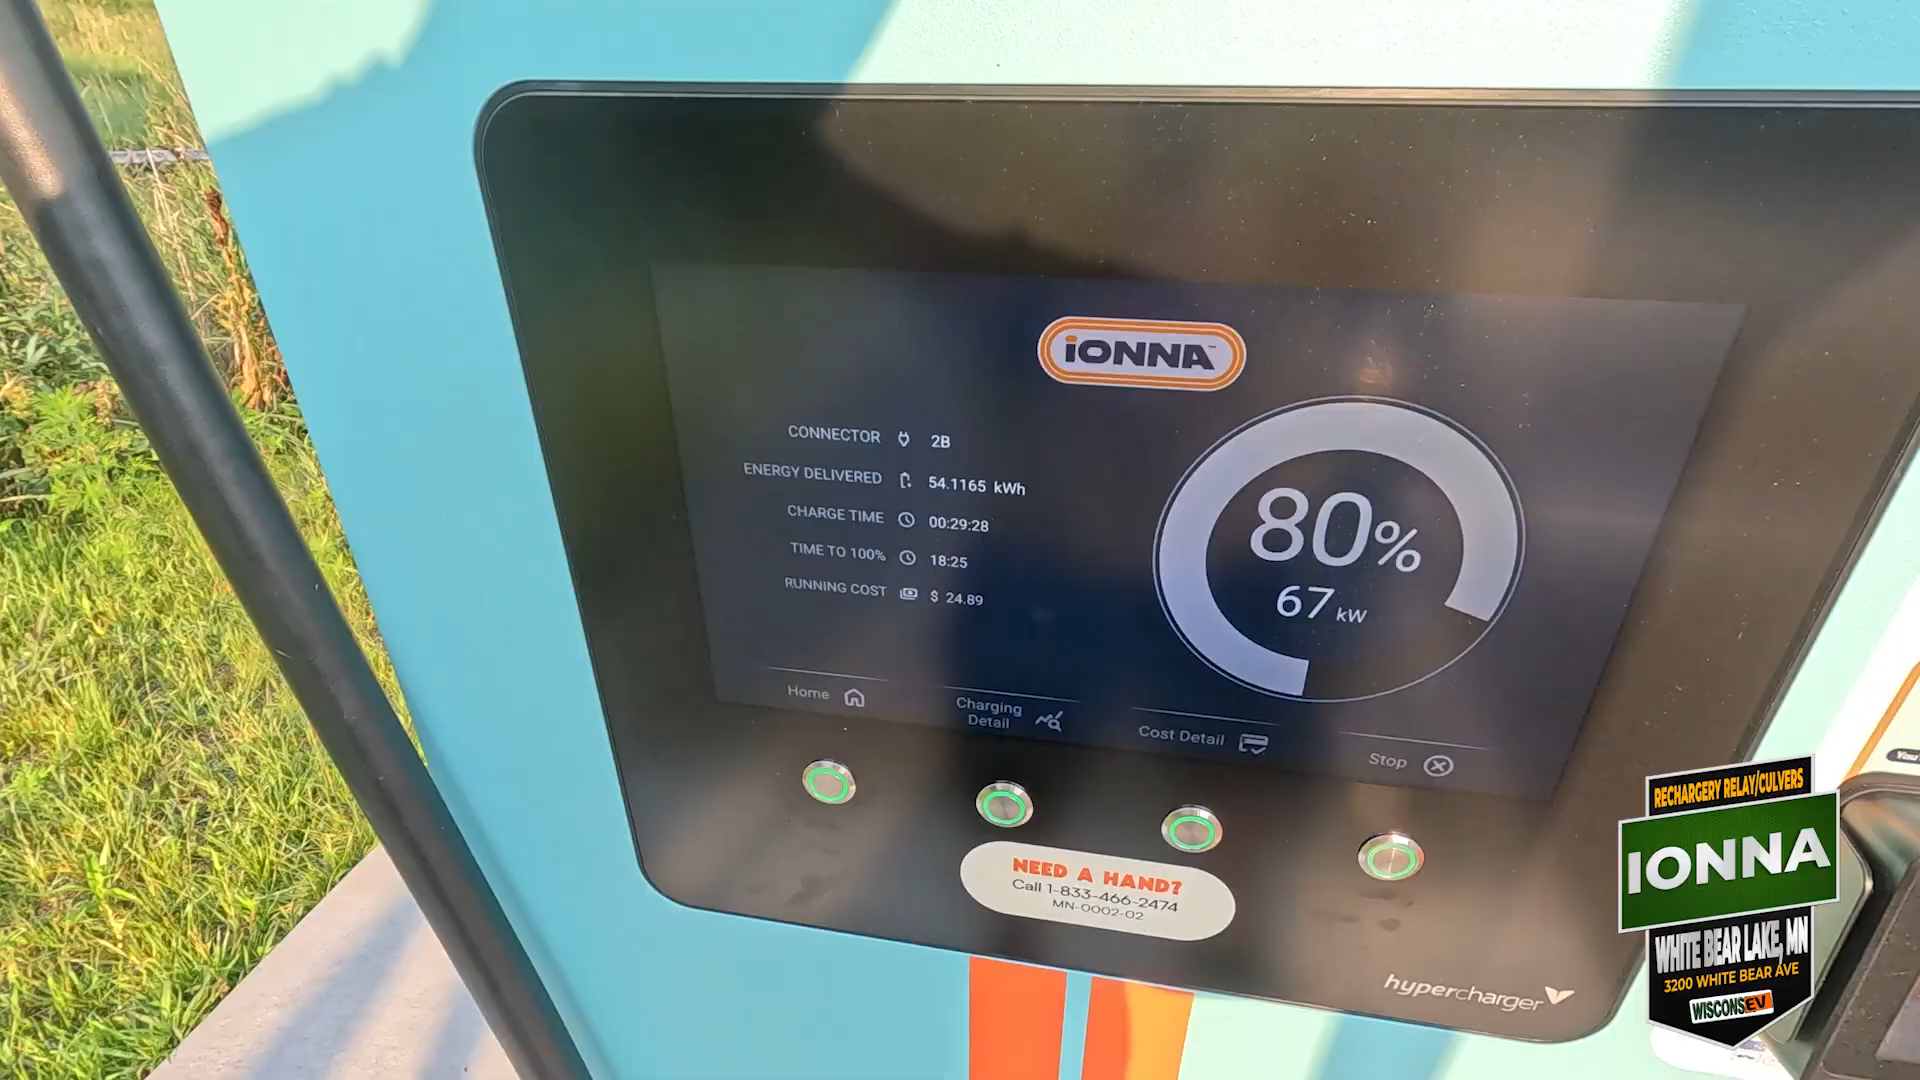 iONNA™
CONNECTOR 2B
ENERGY DELIVERED 54.1165 kWh
CHARGE TIME 00:29:28
TIME TO 100% 18:25
RUNNING COST $ 24.89
80%
67 kW
Home
Charging
Detail
Cost Detail
Stop
NEED A HAND?
Call 1-833-466-2474
MN-0002-02
hypercharger
You
RECHARGERY RELAY/CULVERS
IONNA
WHITE BEAR LAKE, MN
3200 WHITE BEAR AVE
WISCONSEV